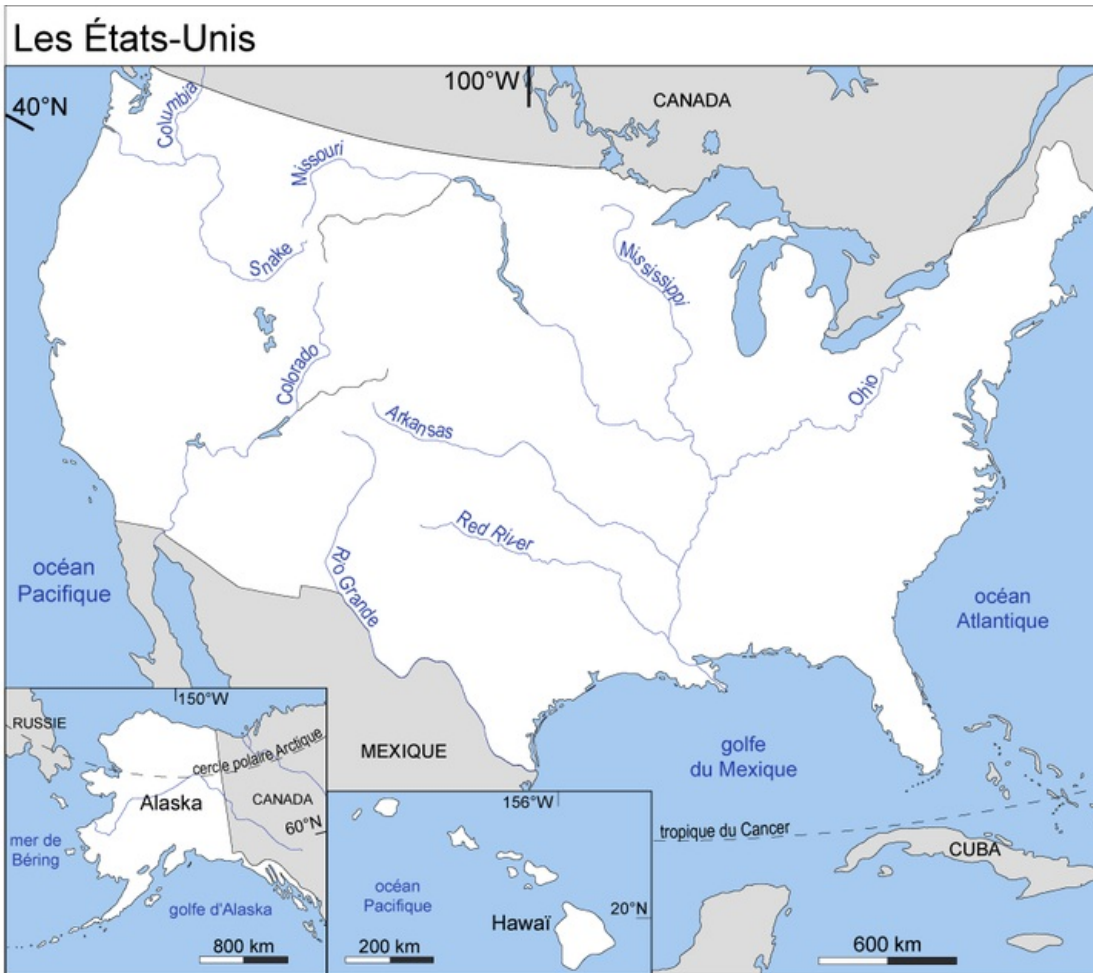 Les États-Unis
40°N
100°W
CANADA
Columbia
Missouri
Snake
Mississippi
Colorado
Ohio
Arkansas
Red River
Rio Grande
océan
Pacifique
océan
Atlantique
golfe
du Mexique
MEXIQUE
tropique du Cancer
CUBA
600 km
150°W
RUSSIE
cercle polaire Arctique
Alaska
CANADA
60°N
mer de
Béring
golfe d'Alaska
800 km
156°W
océan
Pacifique
Hawaï
20°N
200 km